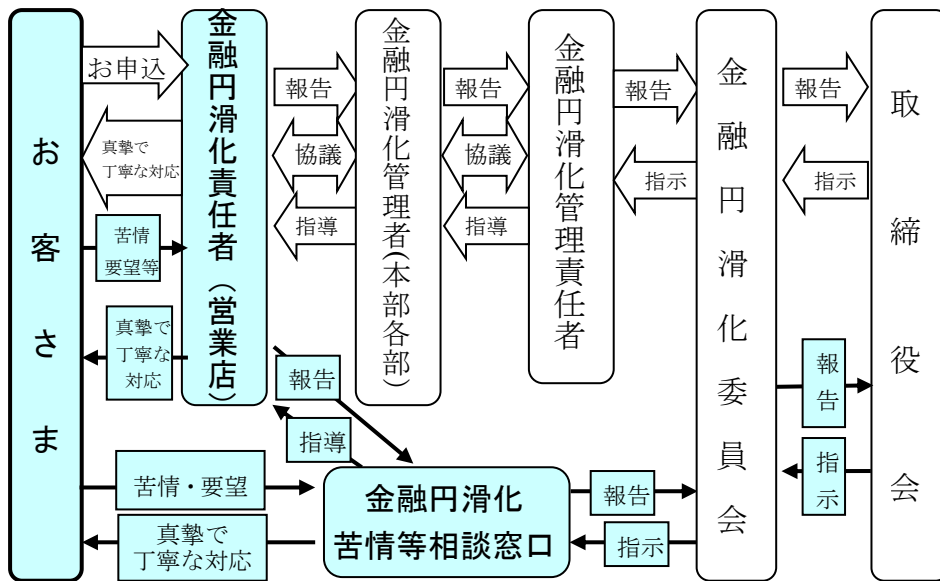 お客さま
お申込
真摯で
丁寧な対応
苦情
要望等
真摯で
丁寧な
対応
苦情・要望
真摯で
丁寧な対応
金融円滑化責任者（営業店）
報告
協議
指導
報告
指導
金融円滑化管理者（本部各部）
報告
協議
指導
金融円滑化管理責任者
報告
指示
金融円滑化
苦情等相談窓口
報告
指示
金融円滑化委員会
報告
指示
報告
指示
取締役会